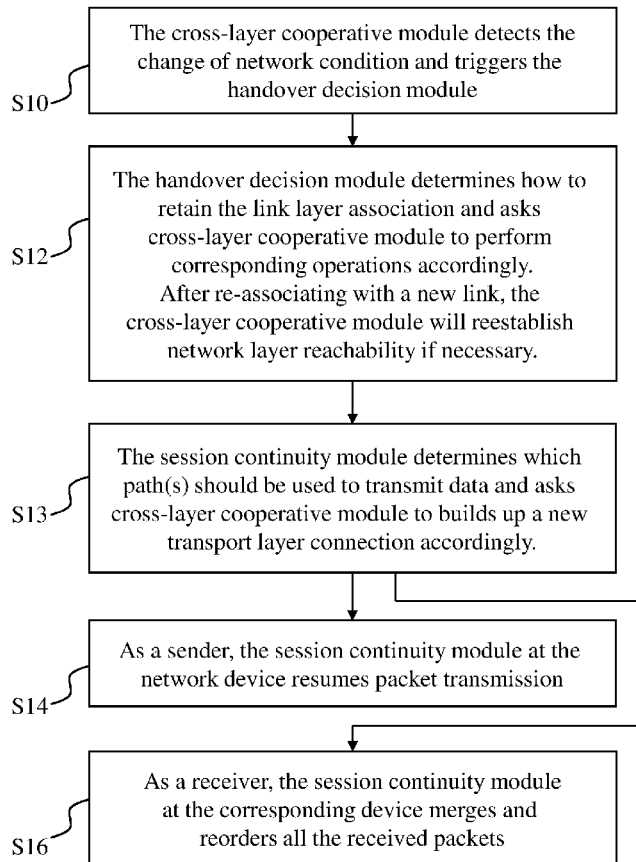 The cross-layer cooperative module detects the
change of network condition and triggers the
handover decision module
S10
The handover decision module determines how to
retain the link layer association and asks
cross-layer cooperative module to perform
corresponding operations accordingly.
After re-associating with a new link, the
cross-layer cooperative module will reestablish
network layer reachability if necessary.
S12
The session continuity module determines which
path(s) should be used to transmit data and asks
cross-layer cooperative module to builds up a new
transport layer connection accordingly.
S13
As a sender, the session continuity module at the
network device resumes packet transmission
S14
As a receiver, the session continuity module
at the corresponding device merges and
reorders all the received packets
S16